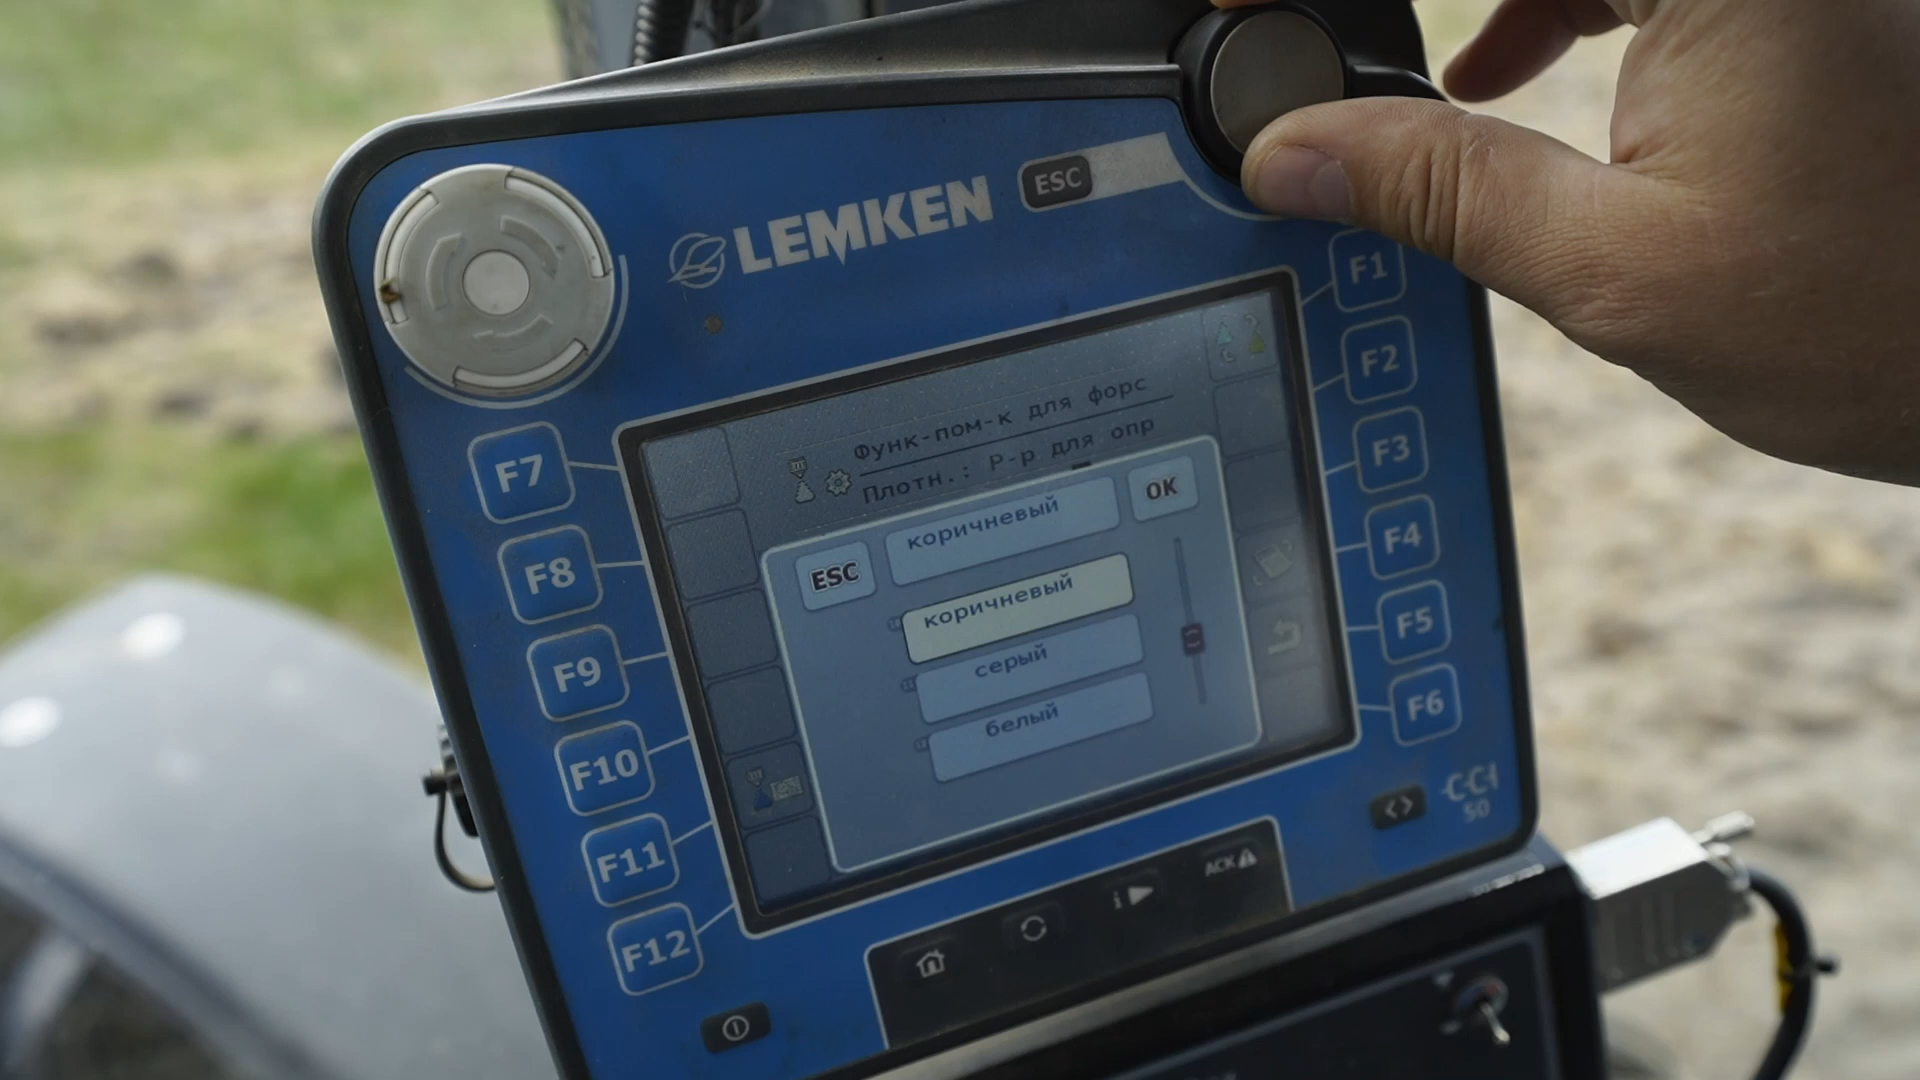 LEMKEN
ESC
F1
F2
F3
F4
F5
F6
F7
F8
F9
F10
F11
F12
Функ-пом-к для форс
Плотн.: Р-р для опр
ESC
коричневый
OK
коричневый
серый
белый
CCI
50
i
ACK